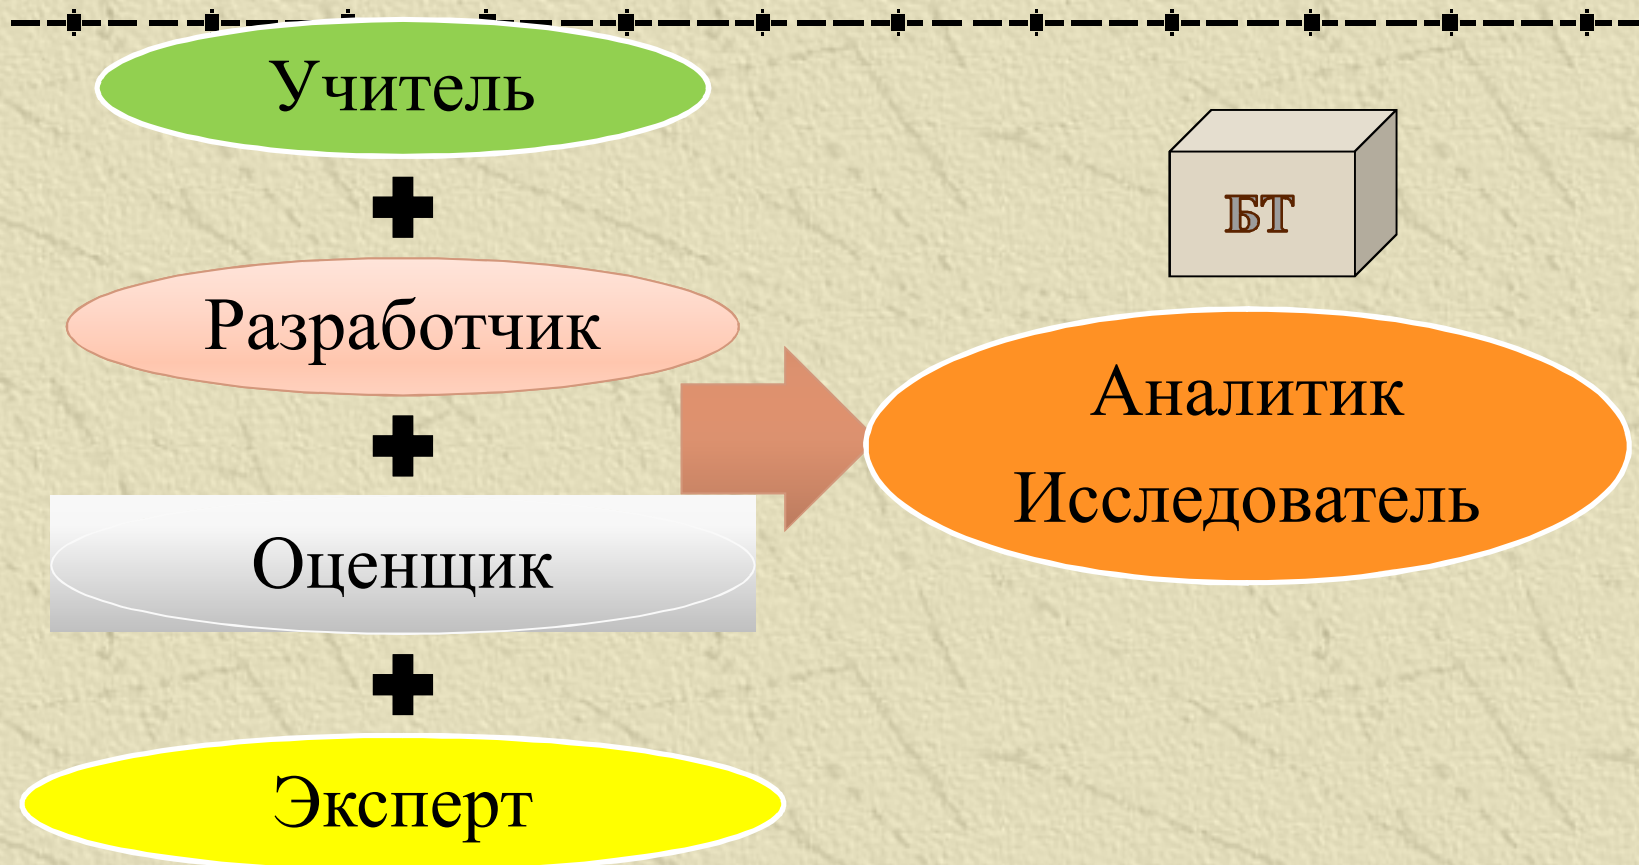 Учитель
Разработчик
Оценщик
Эксперт
БТ
Аналитик
Исследователь